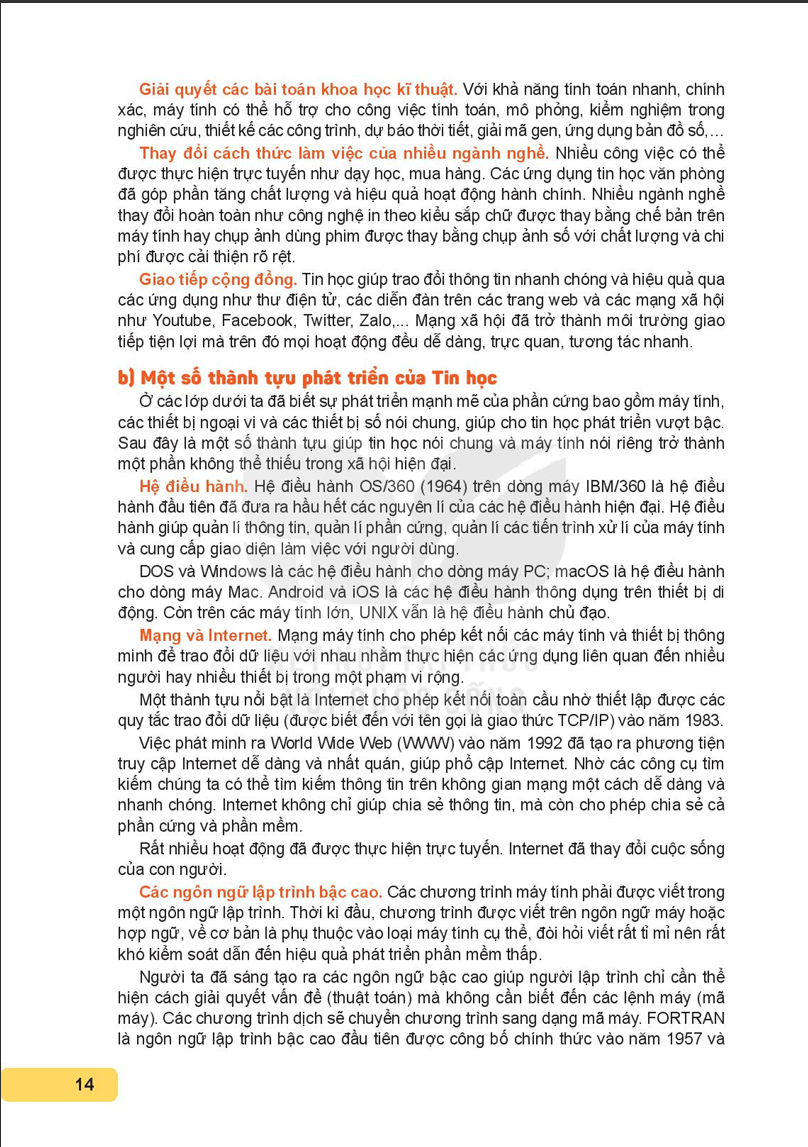 Giải quyết các bài toán khoa học kĩ thuật. Với khả năng tính toán nhanh, chính
xác, máy tính có thể hỗ trợ cho công việc tính toán, mô phỏng, kiểm nghiệm trong
nghiên cứu, thiết kế các công trình, dự báo thời tiết, giải mã gen, ứng dụng bản đồ số,…
Thay đổi cách thức làm việc của nhiều ngành nghề. Nhiều công việc có thể
được thực hiện trực tuyến như dạy học, mua hàng. Các ứng dụng tin học văn phòng
đã góp phần tăng chất lượng và hiệu quả hoạt động hành chính. Nhiều ngành nghề
thay đổi hoàn toàn như công nghệ in theo kiểu sắp chữ được thay bằng chế bản trên
máy tính hay chụp ảnh dùng phim được thay bằng chụp ảnh số với chất lượng và chi
phí được cải thiện rõ rệt.
Giao tiếp cộng đồng. Tin học giúp trao đổi thông tin nhanh chóng và hiệu quả qua
các ứng dụng như thư điện tử, các diễn đàn trên các trang web và các mạng xã hội
như Youtube, Facebook, Twitter, Zalo,... Mạng xã hội đã trở thành môi trường giao
tiếp tiện lợi mà trên đó mọi hoạt động đều dễ dàng, trực quan, tương tác nhanh.
b) Một số thành tựu phát triển của Tin học
Ở các lớp dưới ta đã biết sự phát triển mạnh mẽ của phần cứng bao gồm máy tính,
các thiết bị ngoại vi và các thiết bị số nói chung, giúp cho tin học phát triển vượt bậc.
Sau đây là một số thành tựu giúp tin học nói chung và máy tính nói riêng trở thành
một phần không thể thiếu trong xã hội hiện đại.
Hệ điều hành. Hệ điều hành OS/360 (1964) trên dòng máy IBM/360 là hệ điều
hành đầu tiên đã đưa ra hầu hết các nguyên lí của các hệ điều hành hiện đại. Hệ điều
hành giúp quản lí thông tin, quản lí phần cứng, quản lí các tiến trình xử lí của máy tính
và cung cấp giao diện làm việc với người dùng.
DOS và Windows là các hệ điều hành cho dòng máy PC; macOS là hệ điều hành
cho dòng máy Mac. Android và iOS là các hệ điều hành thông dụng trên thiết bị di
động. Còn trên các máy tính lớn, UNIX vẫn là hệ điều hành chủ đạo.
Mạng và Internet. Mạng máy tính cho phép kết nối các máy tính và thiết bị thông
minh để trao đổi dữ liệu với nhau nhằm thực hiện các ứng dụng liên quan đến nhiều
người hay nhiều thiết bị trong một phạm vi rộng.
KẾT NỐI TRI THỨC
VỚI CUỘC SỐNG
Một thành tựu nổi bật là Internet cho phép kết nối toàn cầu nhờ thiết lập được các
quy tắc trao đổi dữ liệu (được biết đến với tên gọi là giao thức TCP/IP) vào năm 1983.
Việc phát minh ra World Wide Web (WWW) vào năm 1992 đã tạo ra phương tiện
truy cập Internet dễ dàng và nhất quán, giúp phổ cập Internet. Nhờ các công cụ tìm
kiếm chúng ta có thể tìm kiếm thông tin trên không gian mạng một cách dễ dàng và
nhanh chóng. Internet không chỉ giúp chia sẻ thông tin, mà còn cho phép chia sẻ cả
phần cứng và phần mềm.
Rất nhiều hoạt động đã được thực hiện trực tuyến. Internet đã thay đổi cuộc sống
của con người.
Các ngôn ngữ lập trình bậc cao. Các chương trình máy tính phải được viết trong
một ngôn ngữ lập trình. Thời kì đầu, chương trình được viết trên ngôn ngữ máy hoặc
hợp ngữ, về cơ bản là phụ thuộc vào loại máy tính cụ thể, đòi hỏi viết rất tỉ mỉ nên rất
khó kiểm soát dẫn đến hiệu quả phát triển phần mềm thấp.
Người ta đã sáng tạo ra các ngôn ngữ bậc cao giúp người lập trình chỉ cần thể
hiện cách giải quyết vấn đề (thuật toán) mà không cần biết đến các lệnh máy (mã
máy). Các chương trình dịch sẽ chuyển chương trình sang dạng mã máy. FORTRAN
là ngôn ngữ lập trình bậc cao đầu tiên được công bố chính thức vào năm 1957 và
14